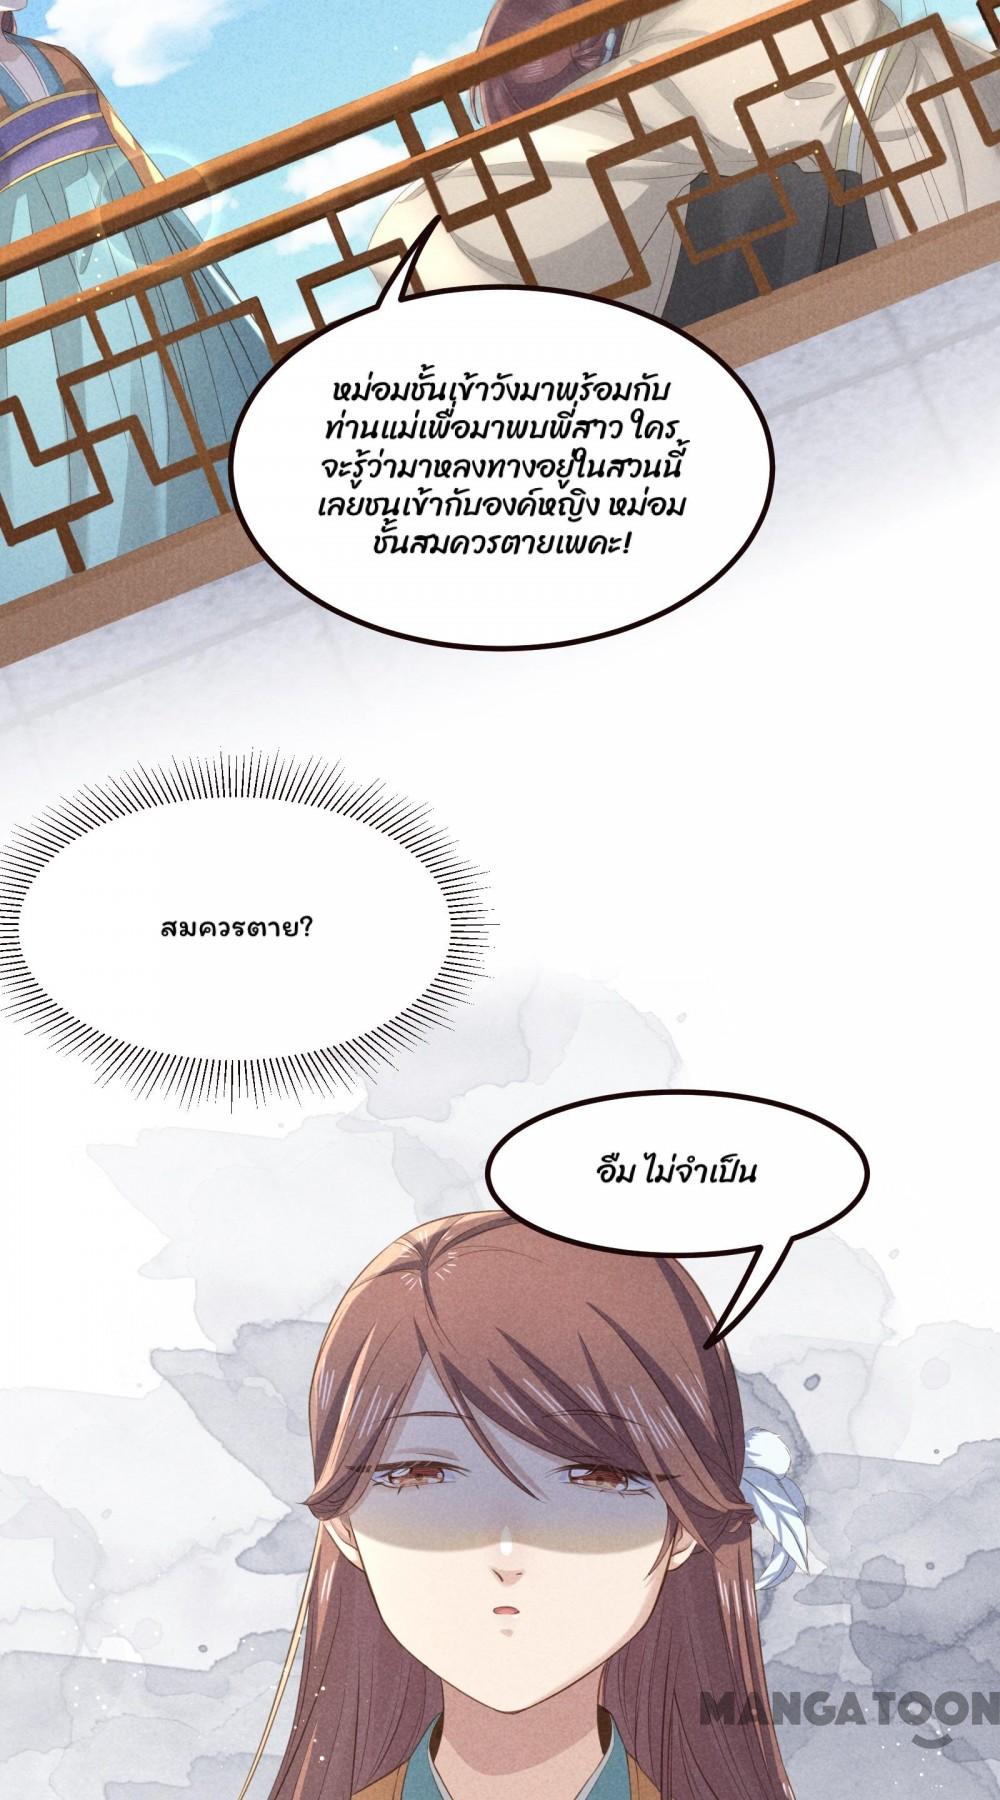 หม่อมชั้นเข้าวังมาพร้อมกับ
ท่านแม่เพื่อมาพบพี่สาว ใคร
จะรู้ว่ามาหลงทางอยู่ในสวนนี้
เลยชนเข้ากับองค์หญิง หม่อม
ชั้นสมควรตายเพคะ!
สมควรตาย?
อืม ไม่จำเป็น
MANGATOON